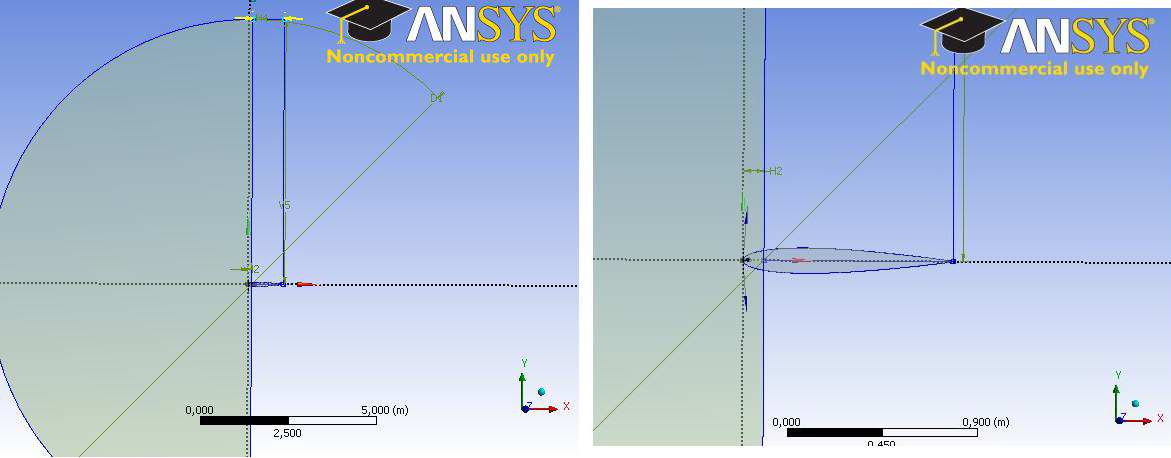 H4
ANSYS®
Noncommercial use only
D1
V5
Y
X
Z
0,000
5,000 (m)
2,500
ANSYS®
Noncommercial use only
H2
Y
X
Z
0,000
0,900 (m)
0,450